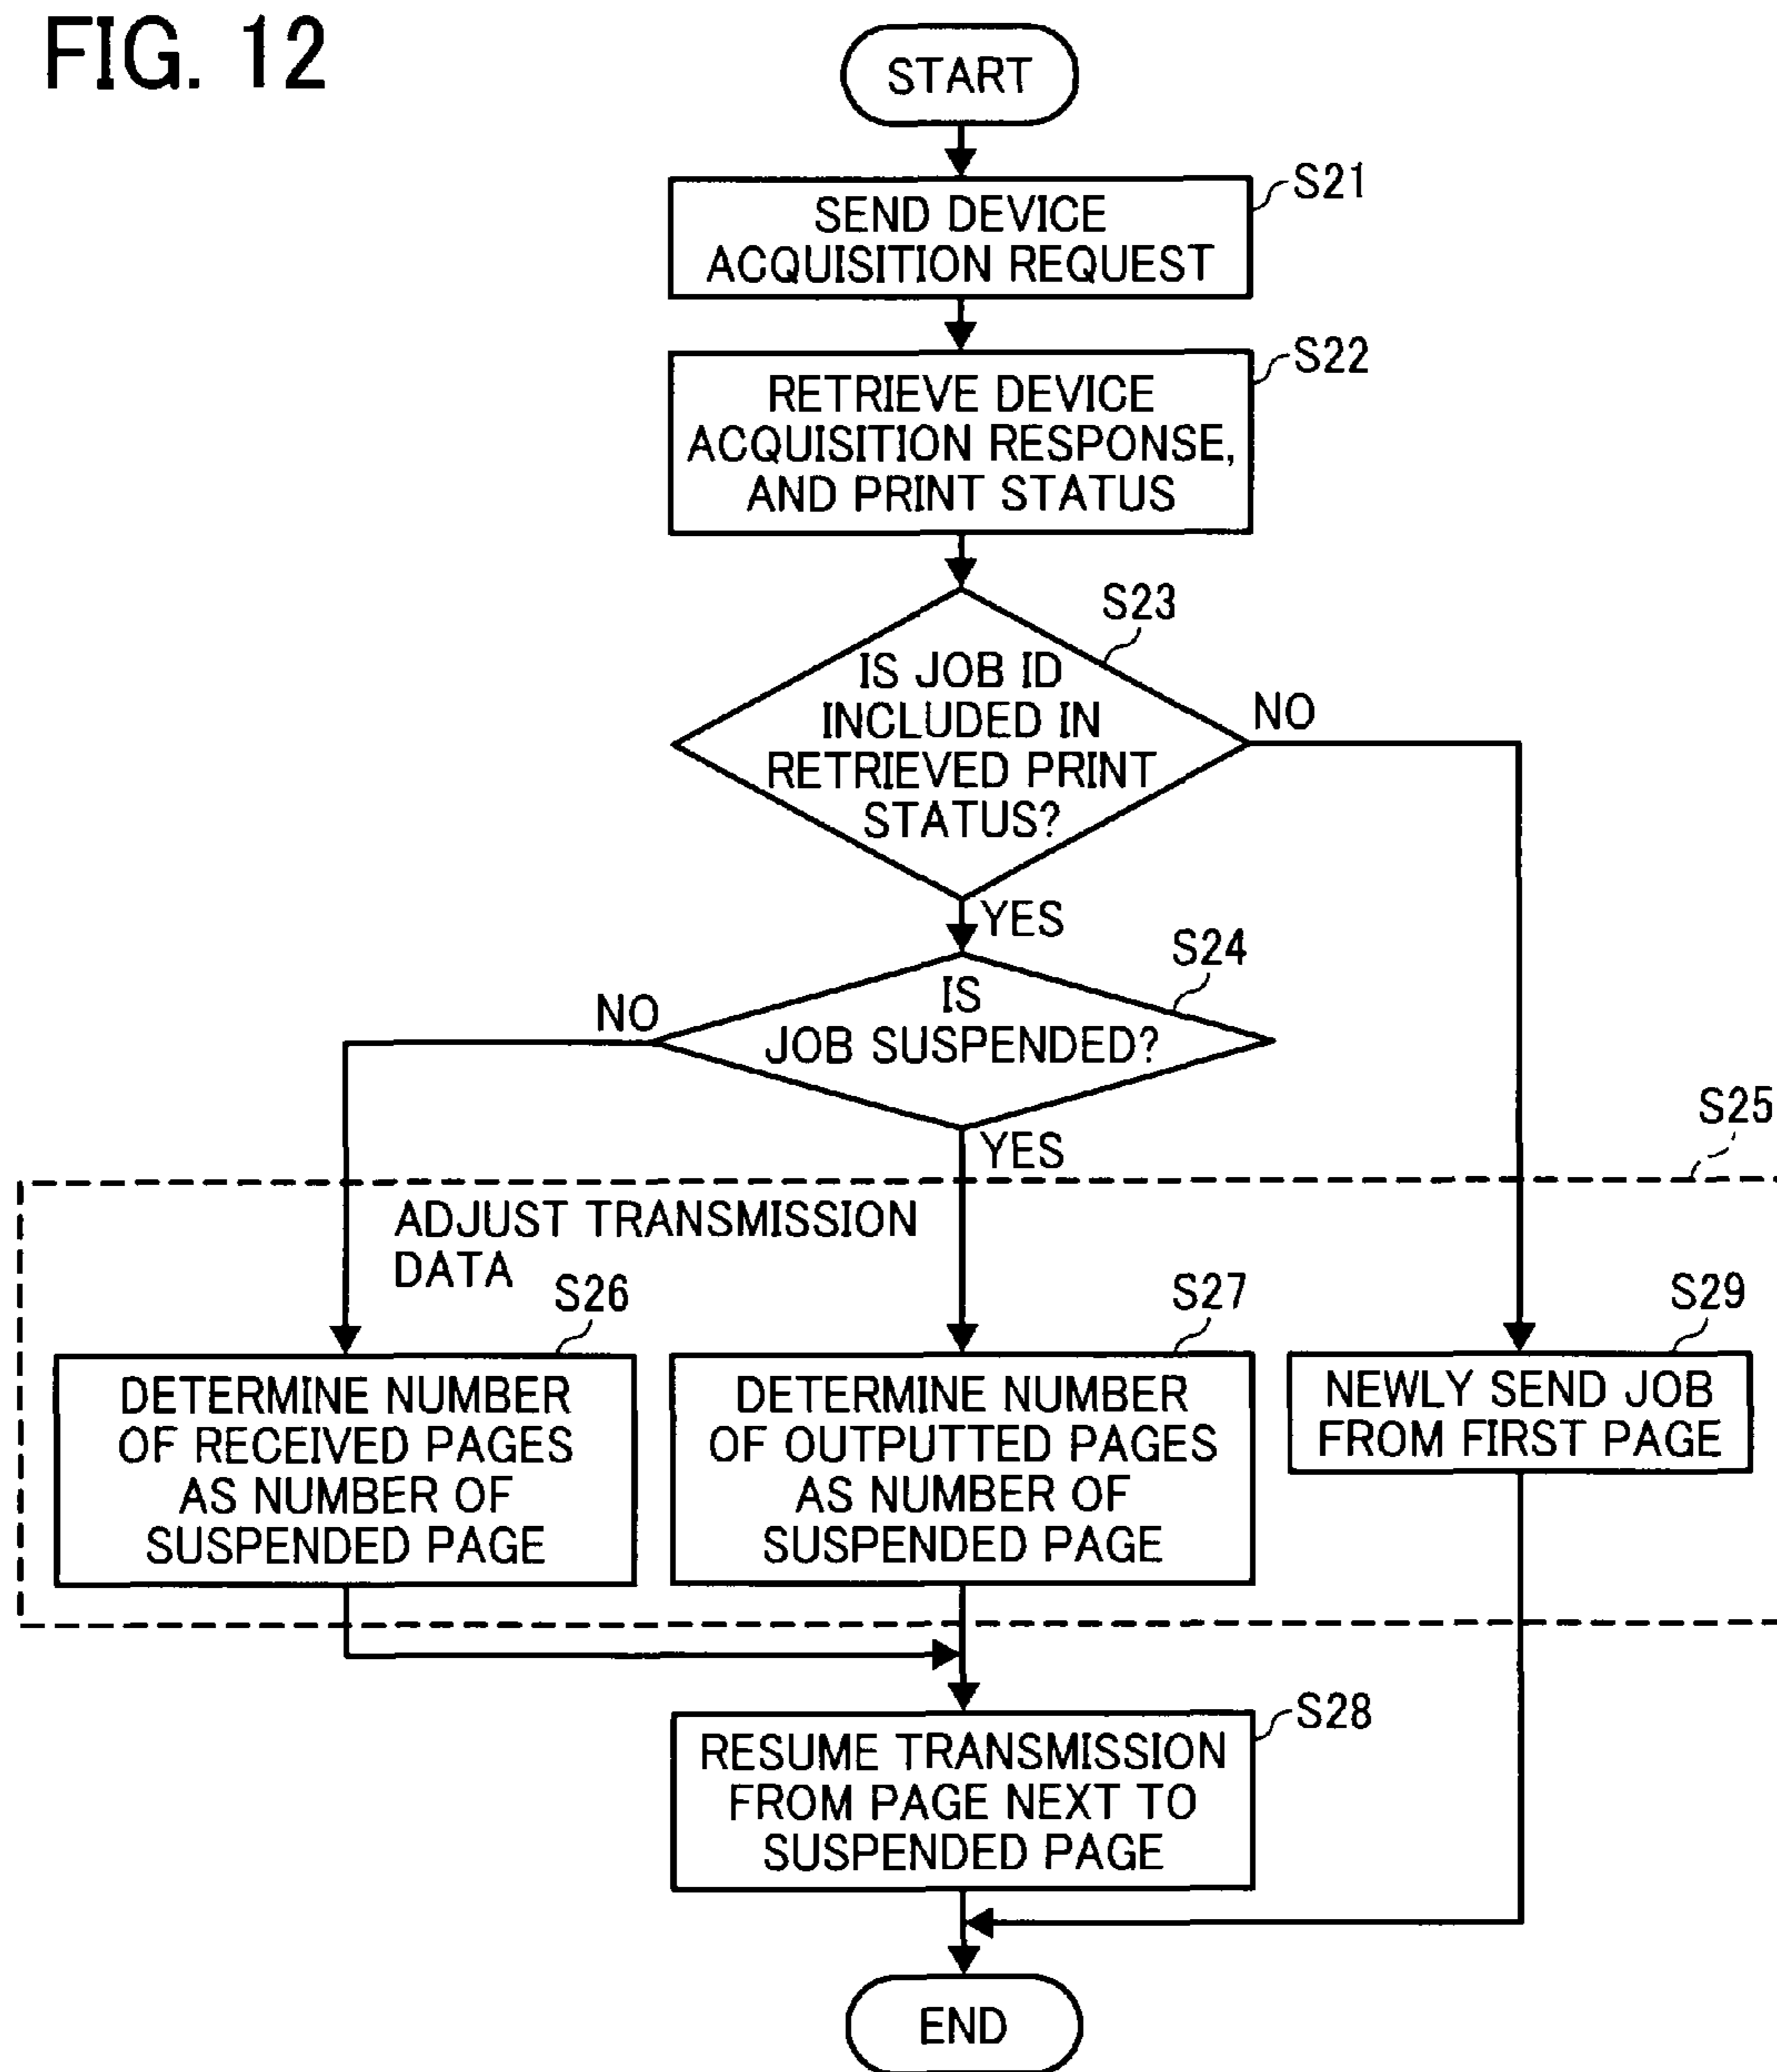 FIG. 12
START
S21
SEND DEVICE
ACQUISITION REQUEST
S22
RETRIEVE DEVICE
ACQUISITION RESPONSE,
AND PRINT STATUS
S23
IS JOB ID
INCLUDED IN
RETRIEVED PRINT
STATUS?
NO
YES
S24
IS
JOB SUSPENDED?
NO
YES
S25
ADJUST TRANSMISSION
DATA
S26
DETERMINE NUMBER
OF RECEIVED PAGES
AS NUMBER OF
SUSPENDED PAGE
S27
DETERMINE NUMBER
OF OUTPUTTED PAGES
AS NUMBER OF
SUSPENDED PAGE
S29
NEWLY SEND JOB
FROM FIRST PAGE
S28
RESUME TRANSMISSION
FROM PAGE NEXT TO
SUSPENDED PAGE
END